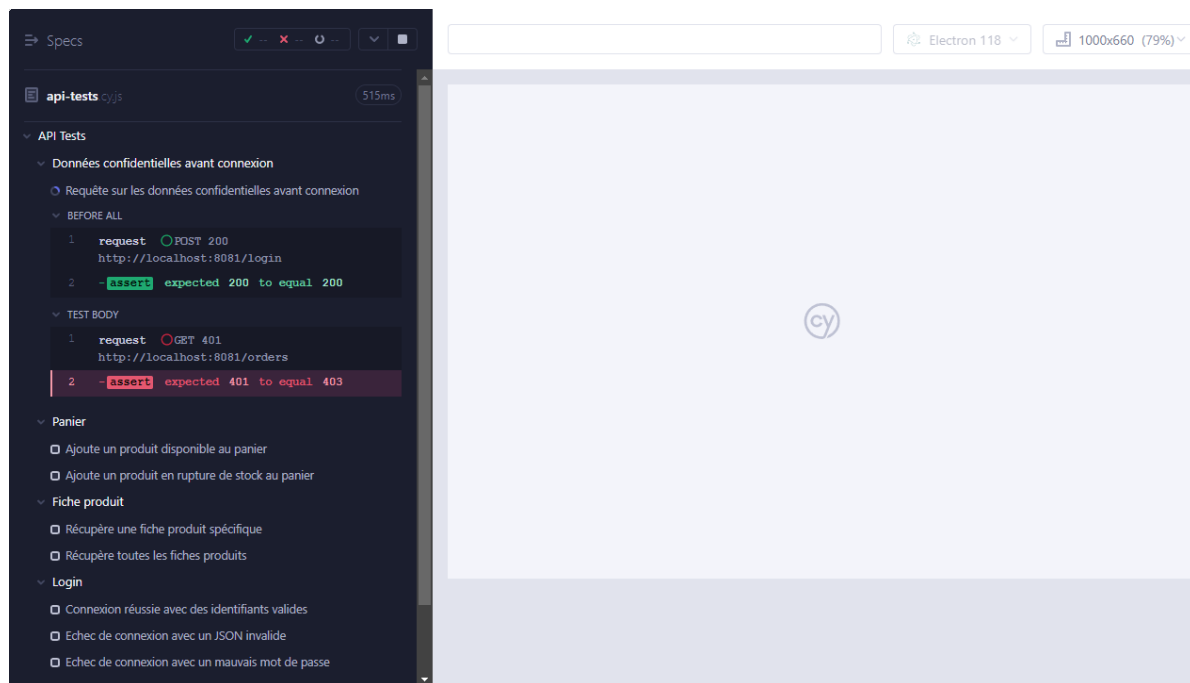 Specs
-- -- --
Electron 118
1000x660 (79%)
api-tests.cy.js
515ms
API Tests
Données confidentielles avant connexion
Requête sur les données confidentielles avant connexion
BEFORE ALL
1 request POST 200
http://localhost:8081/login
2 -assert expected 200 to equal 200
TEST BODY
1 request GET 401
http://localhost:8081/orders
2 -assert expected 401 to equal 403
Panier
Ajoute un produit disponible au panier
Ajoute un produit en rupture de stock au panier
Fiche produit
Récupère une fiche produit spécifique
Récupère toutes les fiches produits
Login
Connexion réussie avec des identifiants valides
Echec de connexion avec un JSON invalide
Echec de connexion avec un mauvais mot de passe
cy